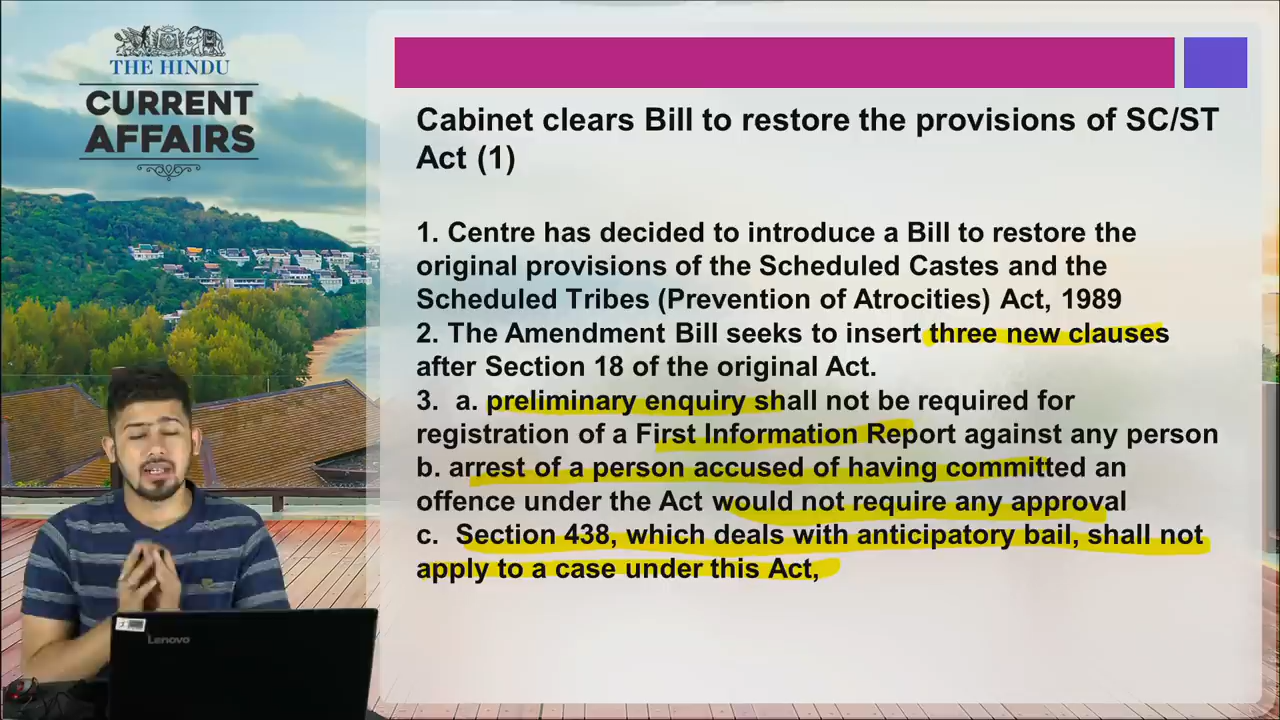 THE HINDU
CURRENT
AFFAIRS
Cabinet clears Bill to restore the provisions of SC/ST
Act (1)
1. Centre has decided to introduce a Bill to restore the
original provisions of the Scheduled Castes and the
Scheduled Tribes (Prevention of Atrocities) Act, 1989
2. The Amendment Bill seeks to insert three new clauses
after Section 18 of the original Act.
3. a. preliminary enquiry shall not be required for
registration of a First Information Report against any person
b. arrest of a person accused of having committed an
offence under the Act would not require any approval
c. Section 438, which deals with anticipatory bail, shall not
apply to a case under this Act,
Lenovo